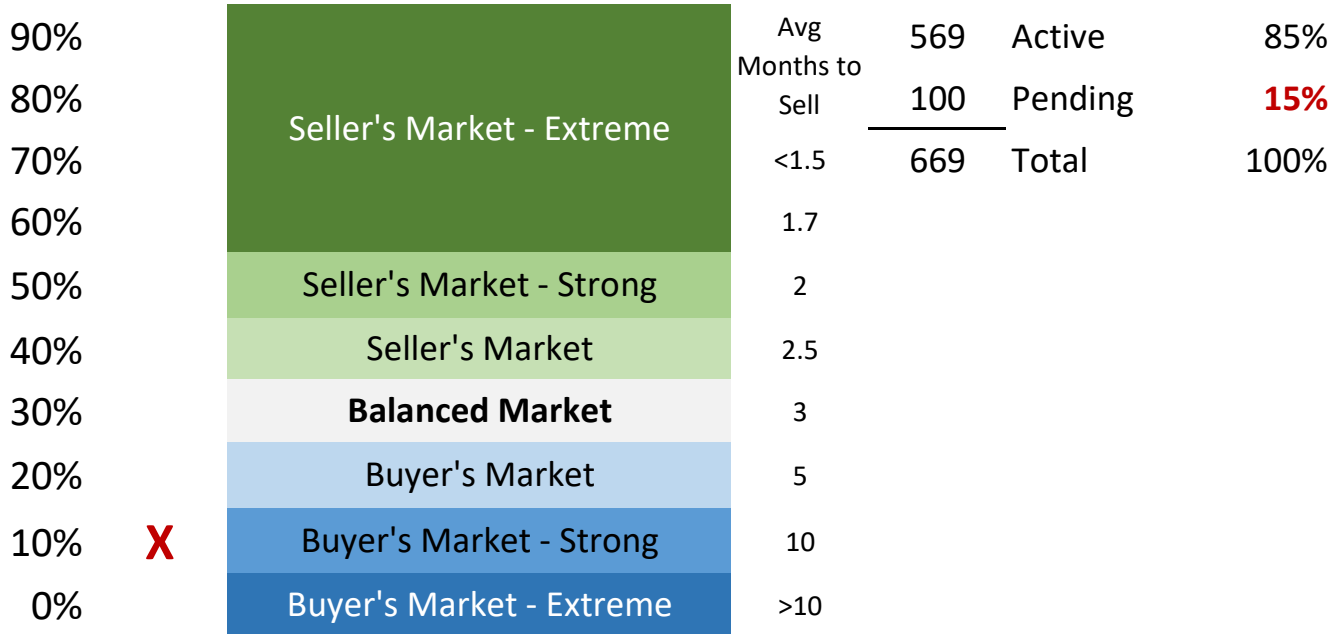 90% Avg 569 Active 85%
Months to
80% Sell 100 Pending 15%
Seller's Market - Extreme
70% <1.5 669 Total 100%
60% 1.7
50% Seller's Market - Strong 2
40% Seller's Market 2.5
30% Balanced Market 3
20% Buyer's Market 5
10% X Buyer's Market - Strong 10
0% Buyer's Market - Extreme >10